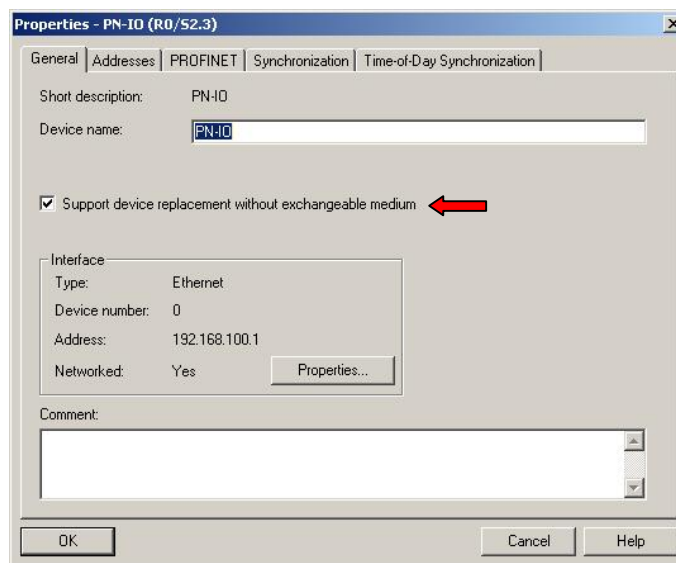 Properties - PN-IO (R0/S2.3)
General Addresses PROFINET Synchronization Time-of-Day Synchronization
Short description: PN-IO
Device name: PN-IO
Support device replacement without exchangeable medium
Interface
Type: Ethernet
Device number: 0
Address: 192.168.100.1
Networked: Yes Properties...
Comment:
OK Cancel Help